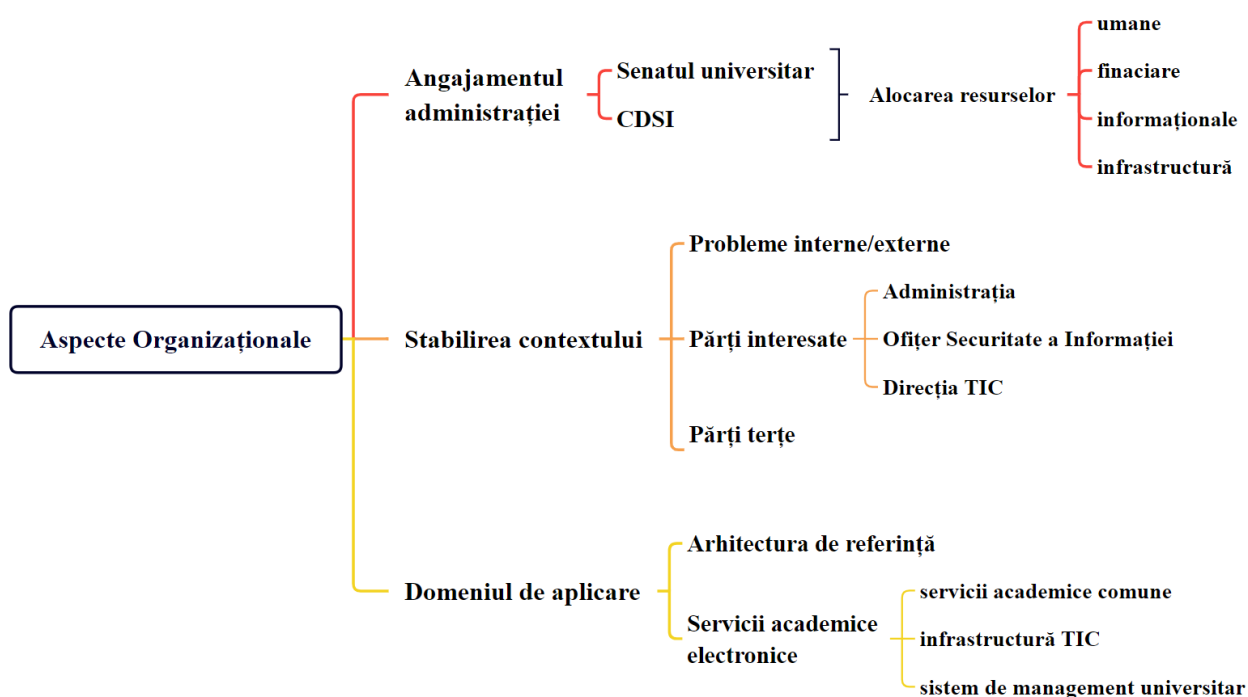 Aspecte Organizaționale
Angajamentul
administrației
Senatul universitar
CDSI
Alocarea resurselor
umane
finaciare
informaționale
infrastructură
Stabilirea contextului
Probleme interne/externe
Părți interesate
Administrația
Ofițer Securitate a Informației
Direcția TIC
Părți terțe
Domeniul de aplicare
Arhitectura de referință
Servicii academice
electronice
servicii academice comune
infrastructură TIC
sistem de management universitar